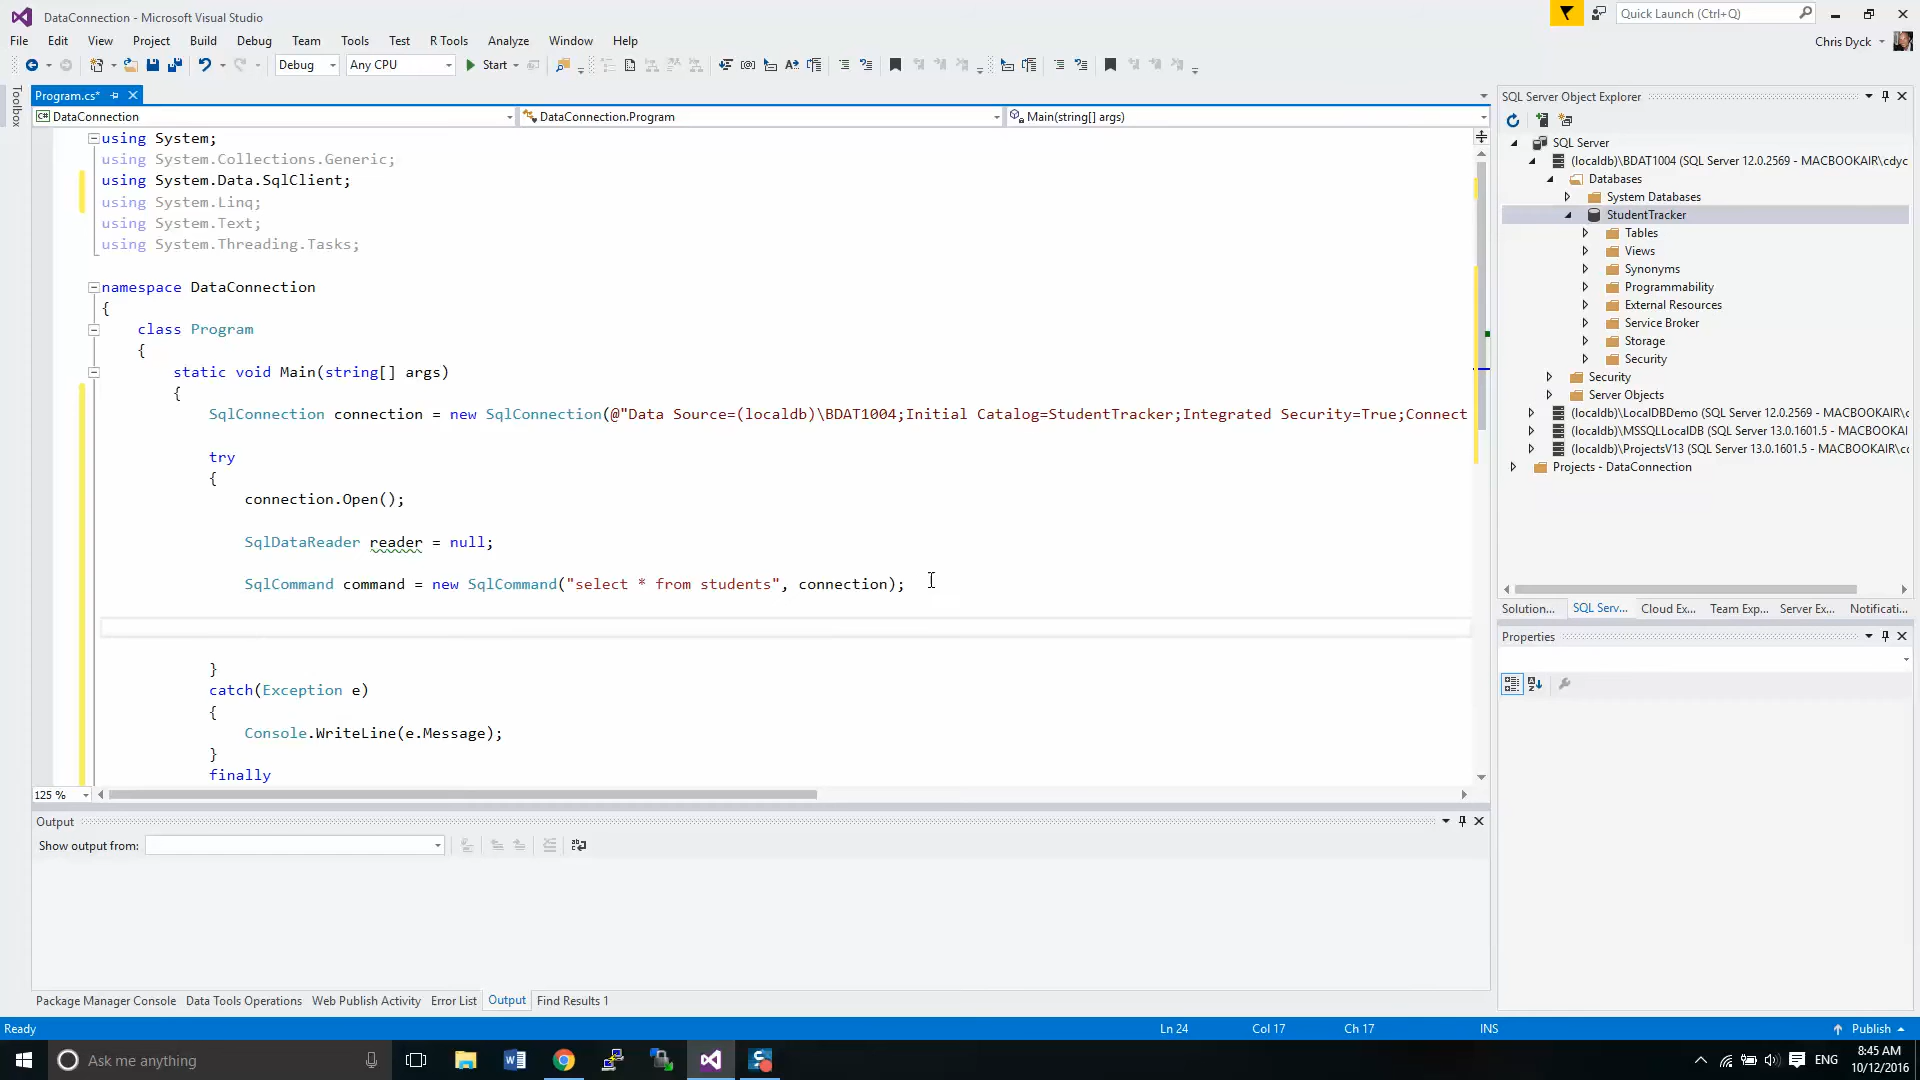 DataConnection - Microsoft Visual Studio
Quick Launch (Ctrl+Q)
File Edit View Project Build Debug Team Tools Test R Tools Analyze Window Help
Chris Dyck
Debug Any CPU Start
Toolbox
Program.cs*
DataConnection DataConnection.Program Main(string[] args)
using System;
using System.Collections.Generic;
using System.Data.SqlClient;
using System.Linq;
using System.Text;
using System.Threading.Tasks;
namespace DataConnection
{
class Program
{
static void Main(string[] args)
{
SqlConnection connection = new SqlConnection(@"Data Source=(localdb)\BDAT1004;Initial Catalog=StudentTracker;Integrated Security=True;Connect
try
{
connection.Open();
SqlDataReader reader = null;
SqlCommand command = new SqlCommand("select * from students", connection);
}
catch(Exception e)
{
Console.WriteLine(e.Message);
}
finally
125 %
Output
Show output from:
Package Manager Console Data Tools Operations Web Publish Activity Error List Output Find Results 1
SQL Server Object Explorer
SQL Server
(localdb)\BDAT1004 (SQL Server 12.0.2569 - MACBOOKAIR\cdyc
Databases
System Databases
StudentTracker
Tables
Views
Synonyms
Programmability
External Resources
Service Broker
Storage
Security
Security
Server Objects
(localdb)\LocalDBDemo (SQL Server 12.0.2569 - MACBOOKAIR\c
(localdb)\MSSQLLocalDB (SQL Server 13.0.1601.5 - MACBOOKAI
(localdb)\ProjectsV13 (SQL Server 13.0.1601.5 - MACBOOKAIR\c
Projects - DataConnection
Solution... SQL Serv... Cloud Ex... Team Exp... Server Ex... Notificati...
Properties
Ready Ln 24 Col 17 Ch 17 INS Publish
Ask me anything
ENG
8:45 AM
10/12/2016